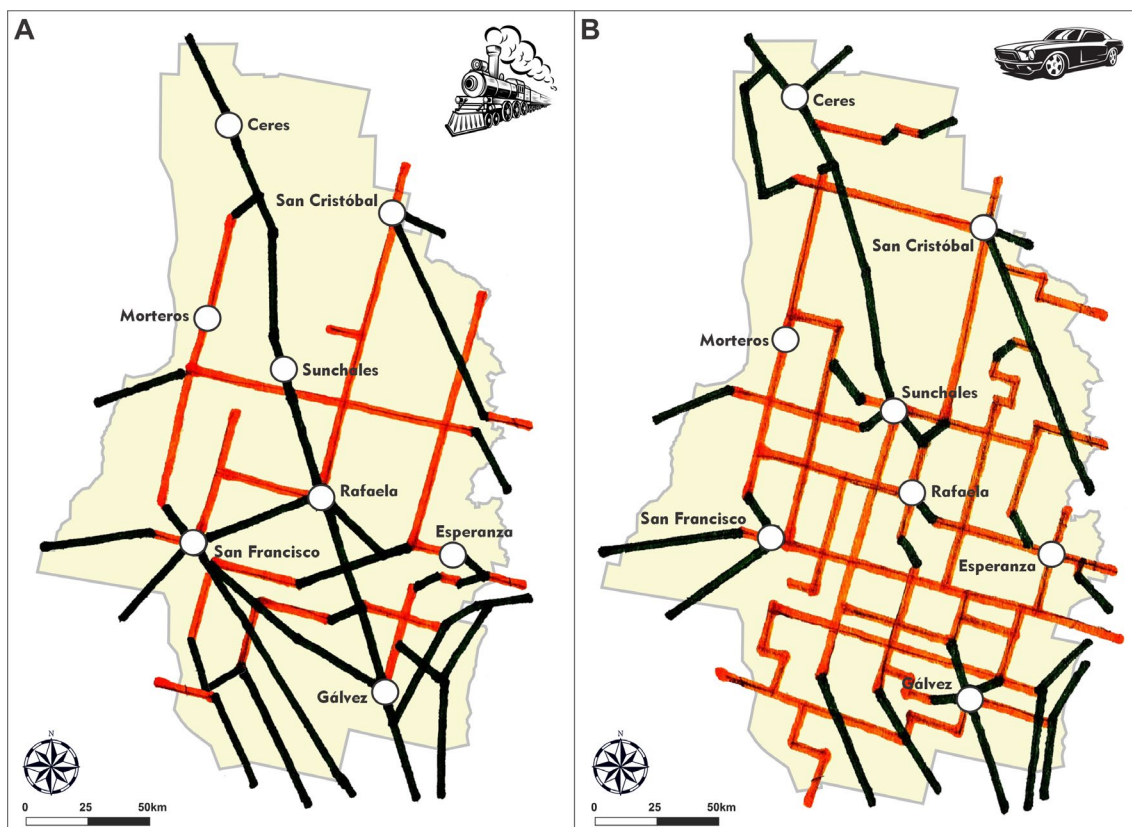 A
Ceres
San Cristóbal
Morteros
Sunchales
Rafaela
Esperanza
San Francisco
Gálvez
N
0 25 50km
B
Ceres
San Cristóbal
Morteros
Sunchales
Rafaela
San Francisco
Esperanza
Gálvez
N
0 25 50km